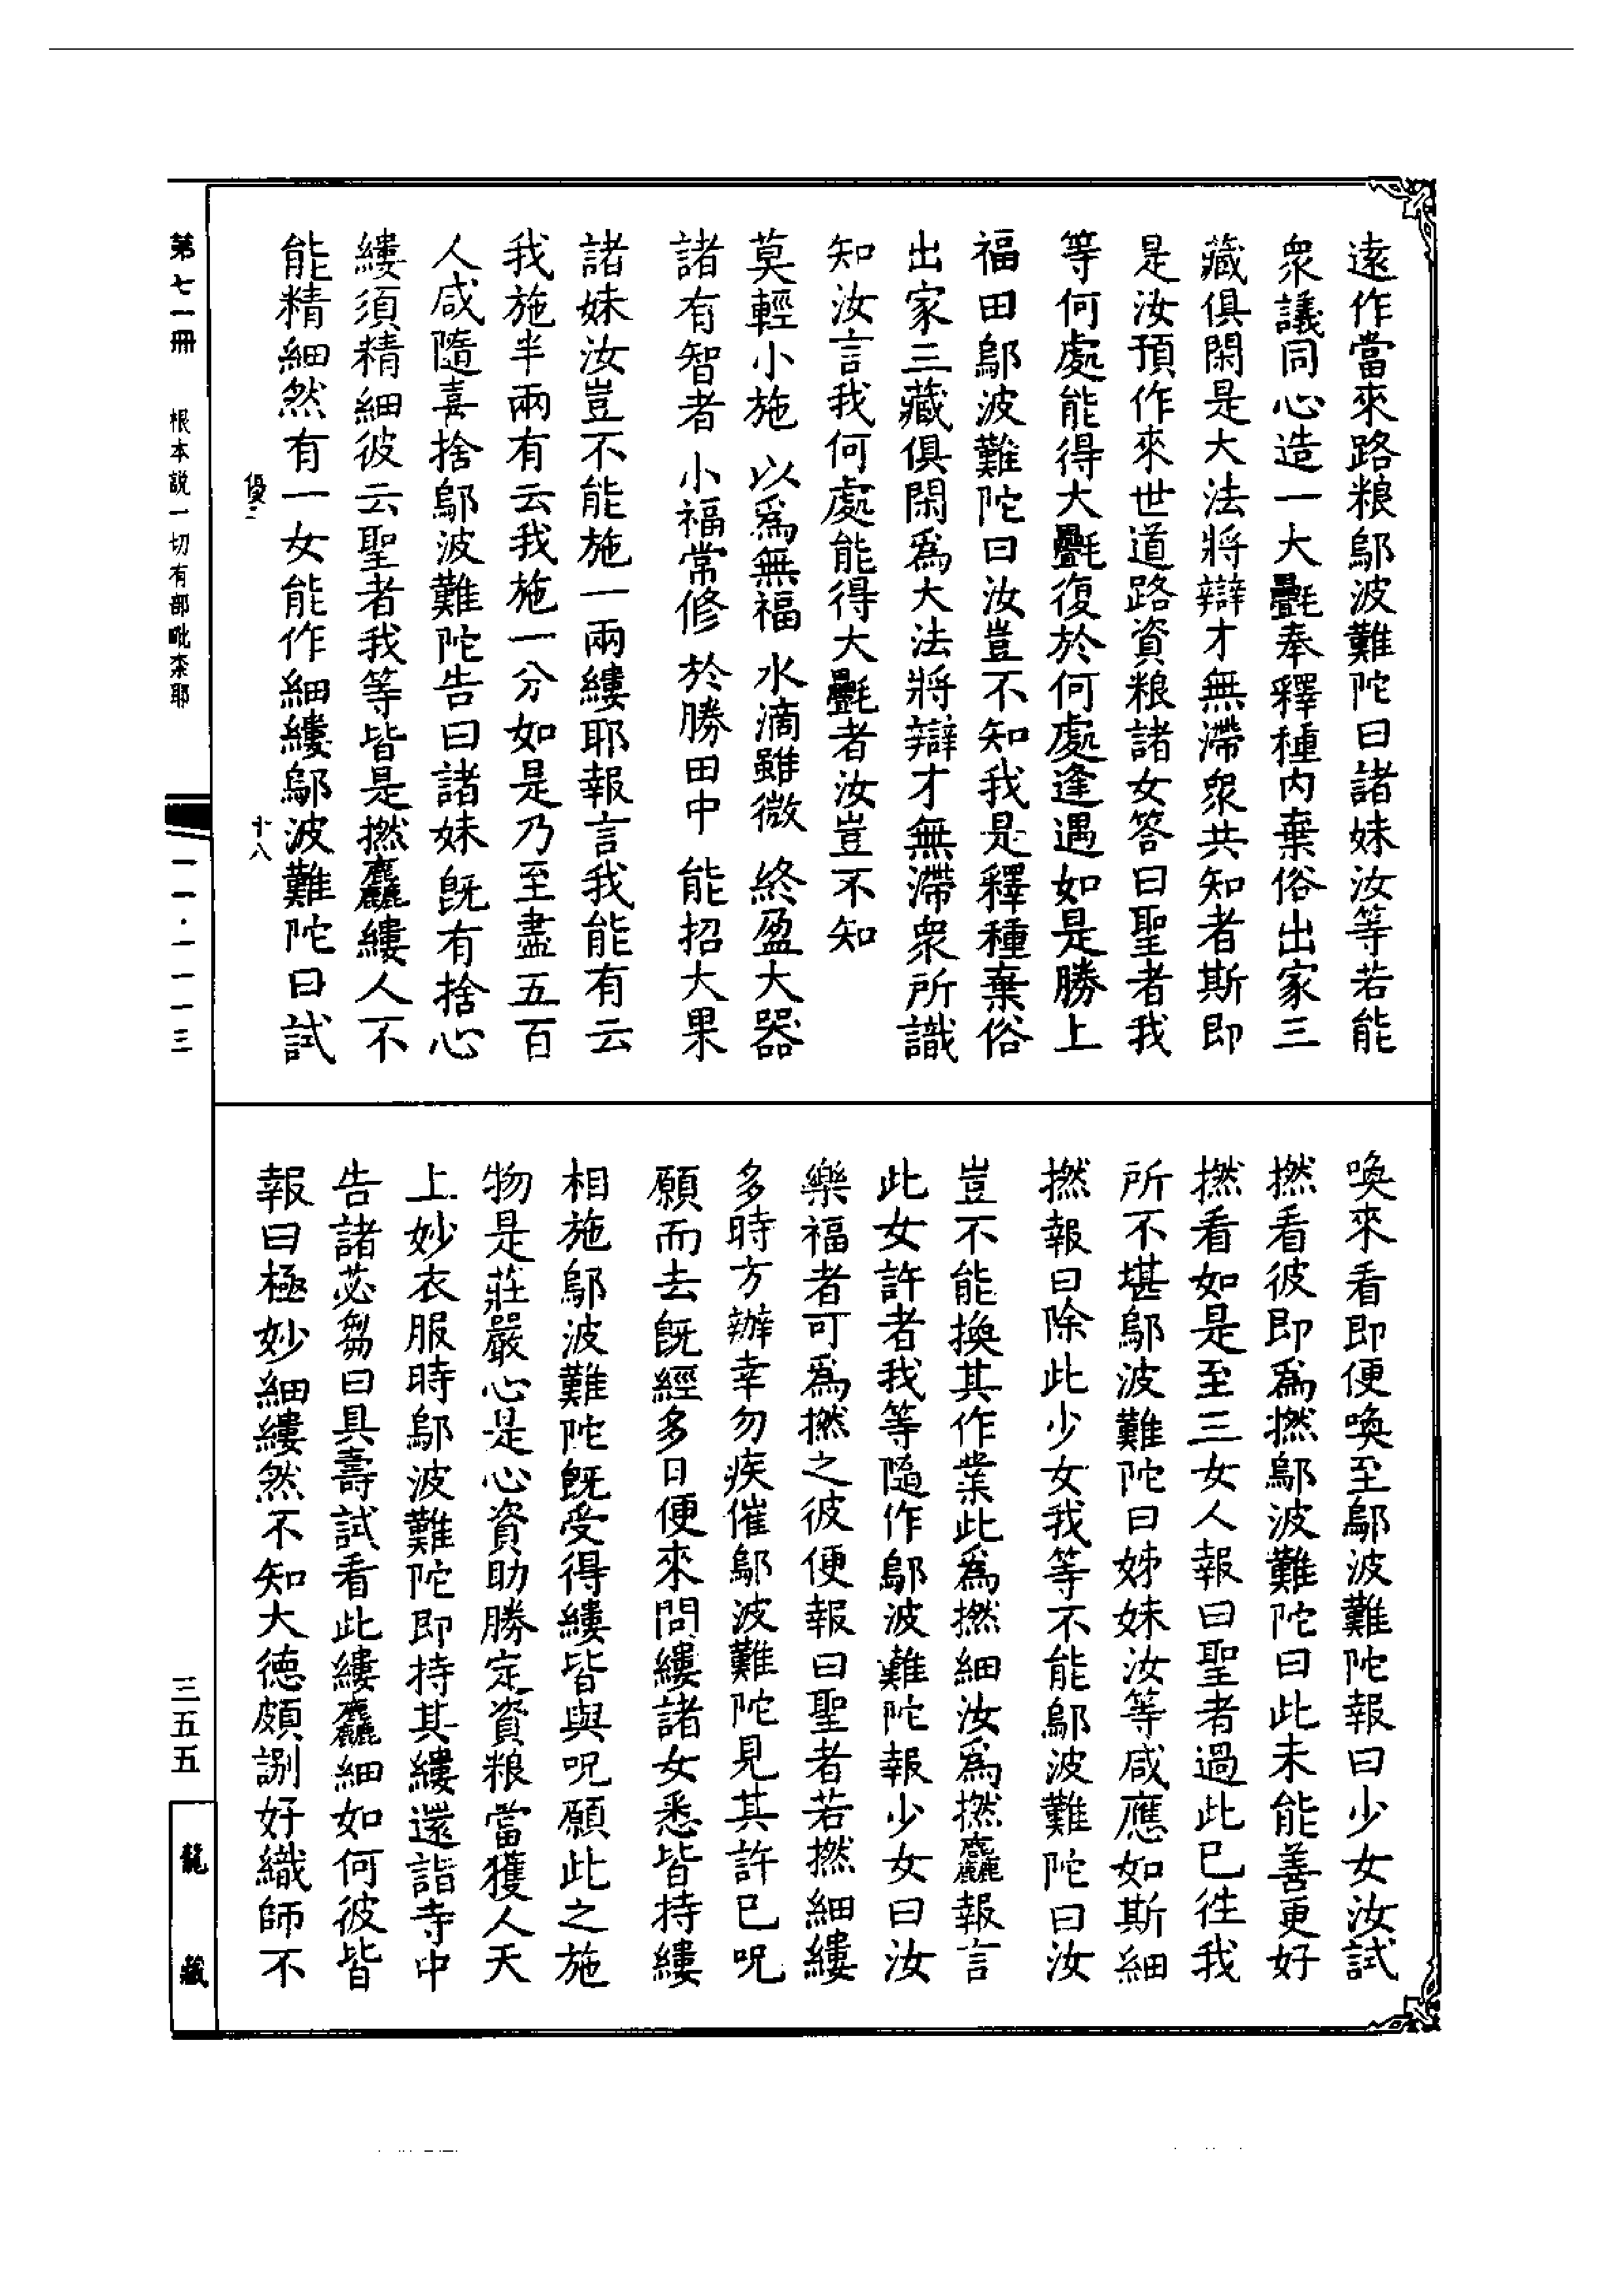 遠作當來路粮鄔波難陀曰諸妹汝等若能
衆議同心造一大㲲奉釋種内棄俗出家三
藏俱閑是大法將辯才無滯衆共知者斯即
是汝預作來世道路資粮諸女答曰聖者我
等何處能得大㲲復於何處逢遇如是勝上
福田鄔波難陀曰汝豈不知我是釋種棄俗
出家三藏俱閑爲大法將辯才無滯衆所識
知汝言我何處能得大㲲者汝豈不知
莫輕小施 以爲無福 水滴雖微 終盈大器
諸有智者 小福常修 於勝田中 能招大果
諸妹汝豈不能施一兩縷耶報言我能有云
我施半兩有云我施一分如是乃至盡五百
人咸隨喜捨鄔波難陀告曰諸妹旣有捨心
縷須精細彼云聖者我等皆是撚麤縷人不
能精細然有一女能作細縷鄔波難陀曰試
優二 十八
喚來看即便喚至鄔波難陀報曰少女汝試
撚看彼即爲撚鄔波難陀曰此未能善更好
撚看如是至三女人報曰聖者過此已徃我
所不堪鄔波難陀曰姊妹汝等咸應如斯細
撚報曰除此少女我等不能鄔波難陀曰汝
豈不能換其作業此爲撚細汝爲撚麤報言
此女許者我等隨作鄔波難陀報少女曰汝
樂福者可爲撚之彼便報曰聖者若撚細縷
多時方辦幸勿疾催鄔波難陀見其許已呪
願而去旣經多日便來問縷諸女悉皆持縷
相施鄔波難陀旣受得縷皆與呪願此之施
物是莊嚴心是心資助勝定資粮當獲人天
上妙衣服時鄔波難陀即持其縷還詣寺中
告諸苾芻曰具壽試看此縷麤細如何彼皆
報曰極妙細縷然不知大德頗訓好織師不
第七一冊 根本説一切有部毗奈耶 一一·一一一三
三五五
龍藏